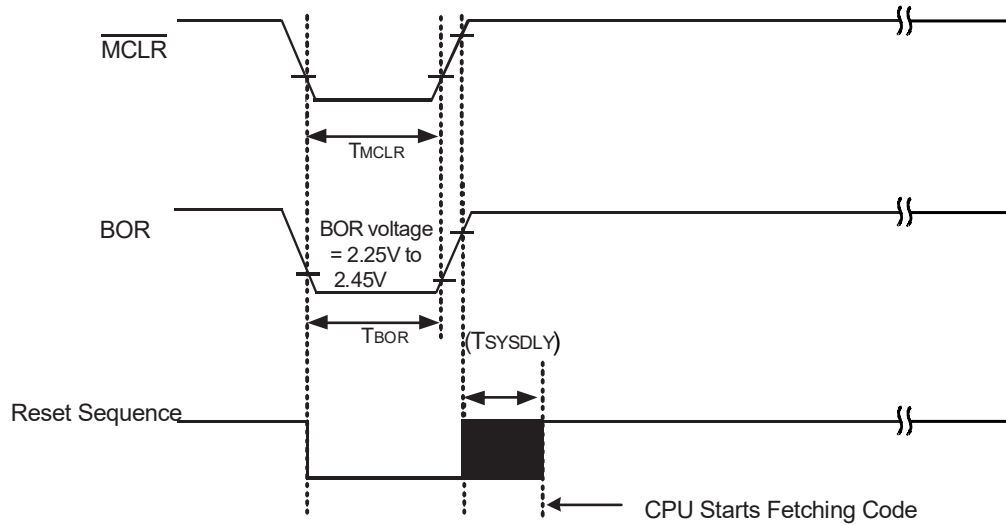 MCLR
TMCLR
BOR
BOR voltage
= 2.25V to
2.45V
TBOR
(TSYSDLY)
Reset Sequence
CPU Starts Fetching Code